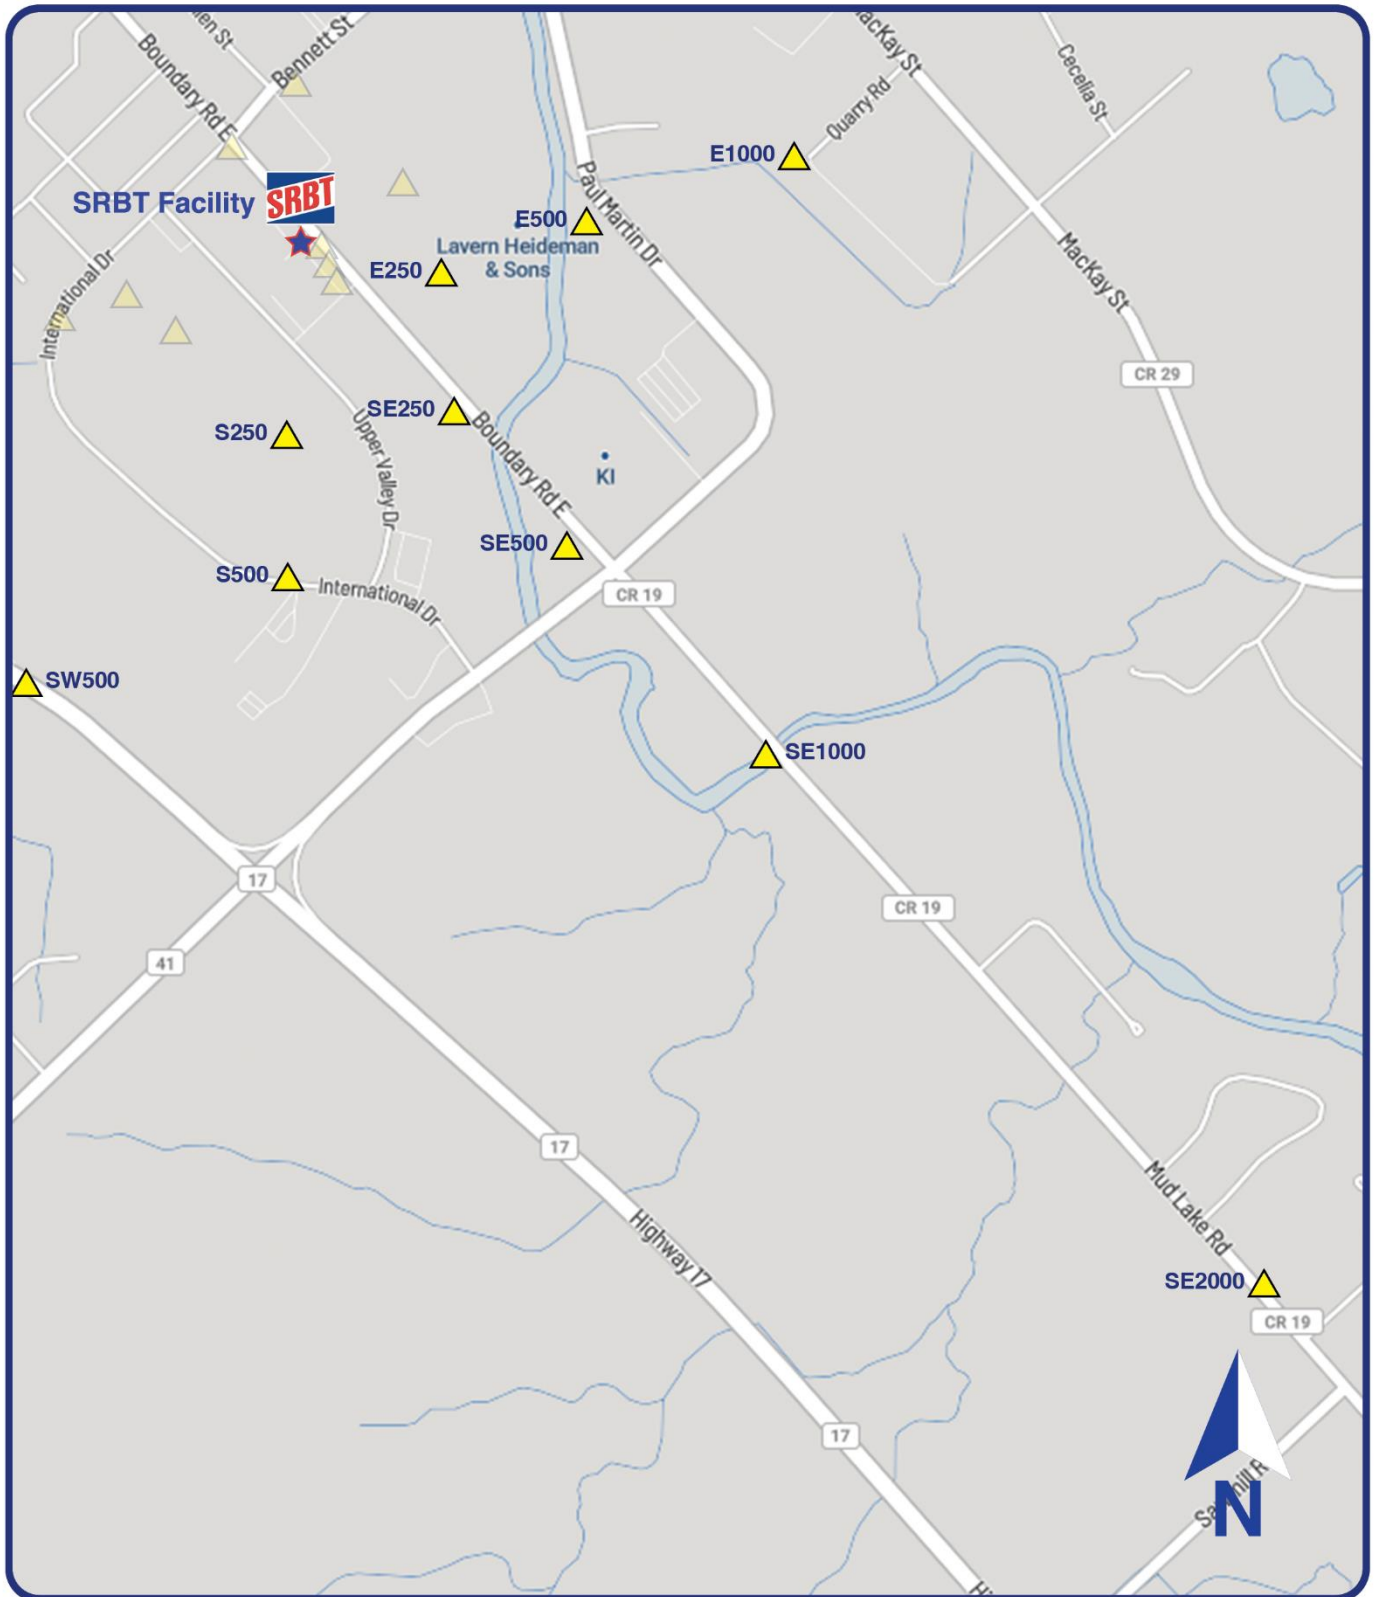 Bennett St
Boundary Rd E
MacKay St
Cecelia St
Quarry Rd
E1000
SRBT Facility
SRBT
Paul Martin Dr
E500
Lavern Heideman
& Sons
E250
International Dr
MacKay St
CR 29
SE250
S250
Upper Valley Dr
Boundary Rd E
KI
SE500
S500
International Dr
CR 19
SW500
SE1000
17
CR 19
41
17
Highway 17
Mud Lake Rd
SE2000
CR 19
17
N